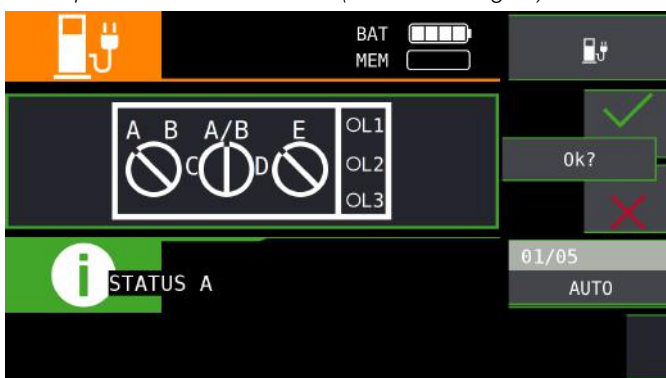 BAT
MEM
A B A/B E
C D
OL1
OL2
OL3
Ok?
i
STATUS A
01/05
AUTO